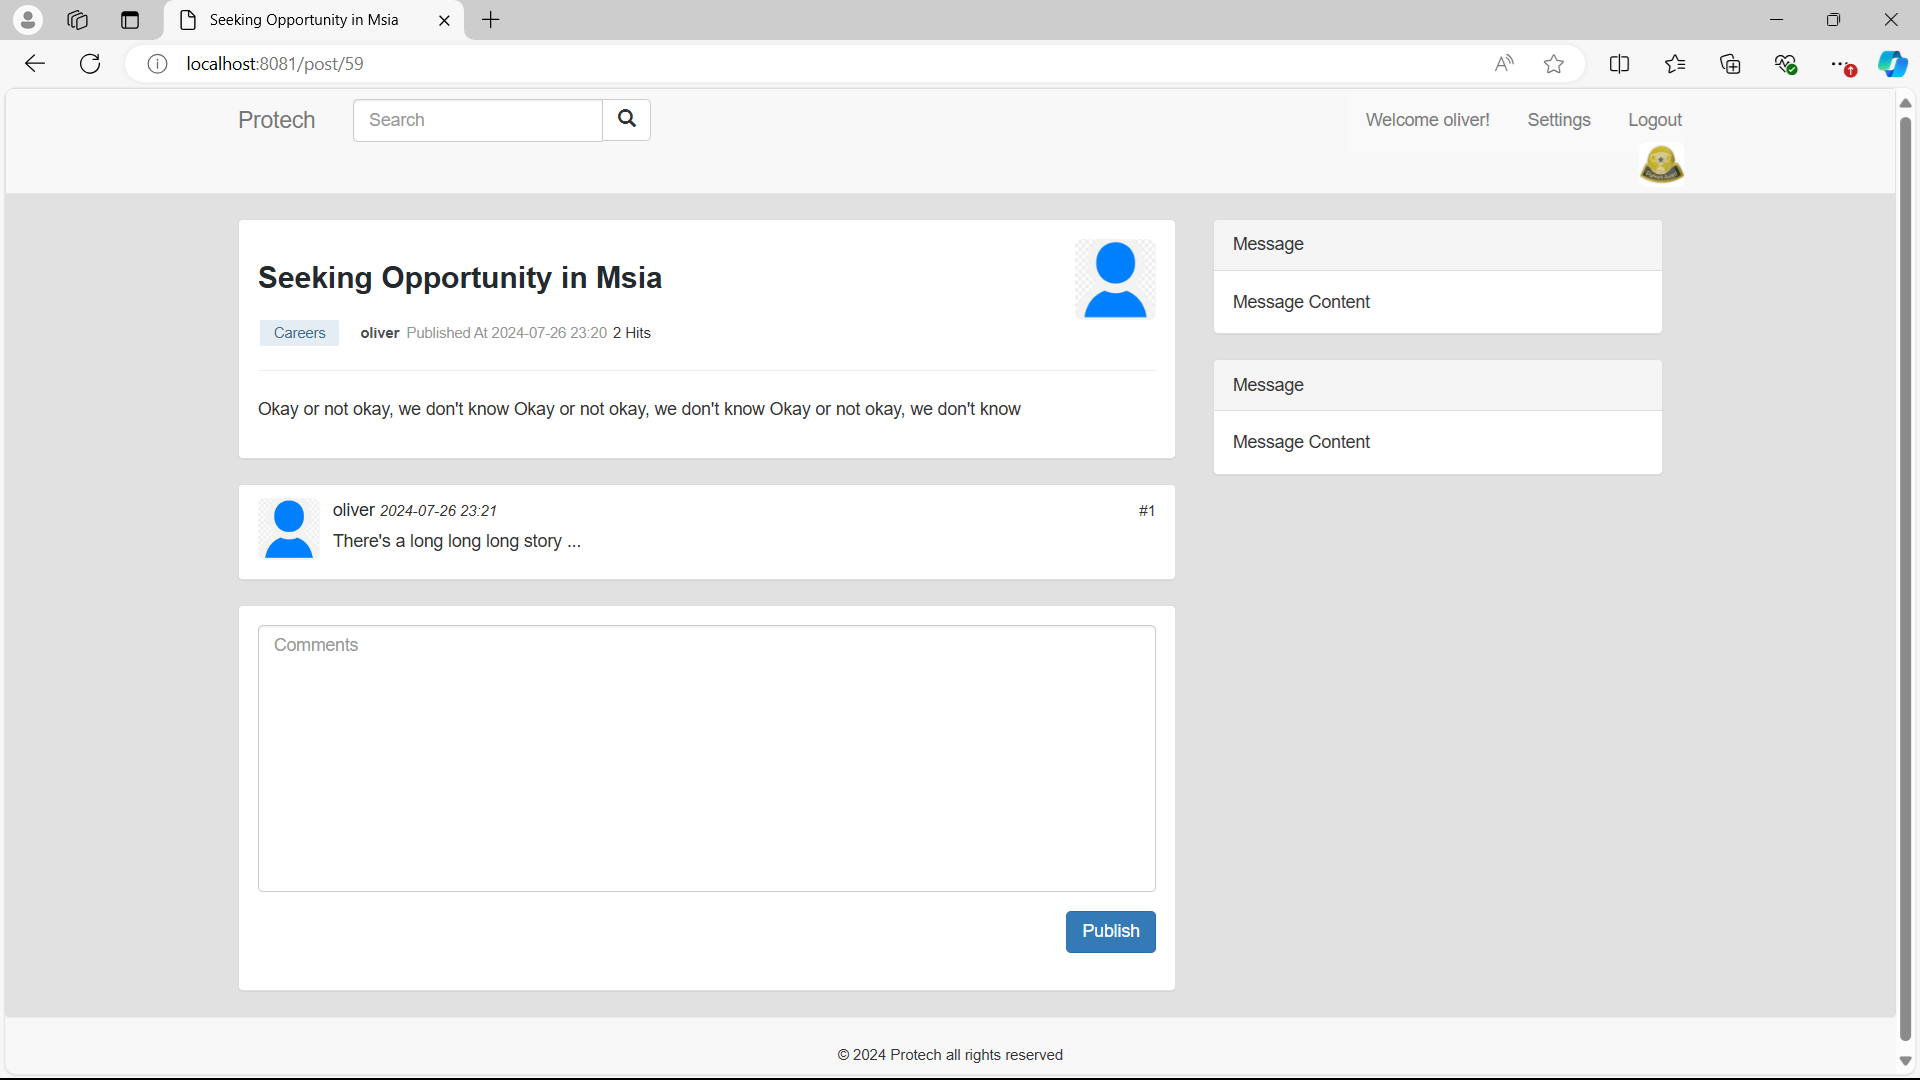 Seeking Opportunity in Msia
localhost:8081/post/59
Protech
Search
Welcome oliver!
Settings
Logout
Seeking Opportunity in Msia
Careers
oliver Published At 2024-07-26 23:20 2 Hits
Okay or not okay, we don't know Okay or not okay, we don't know Okay or not okay, we don't know
oliver 2024-07-26 23:21
#1
There's a long long long story ...
Comments
Publish
Message
Message Content
Message
Message Content
© 2024 Protech all rights reserved